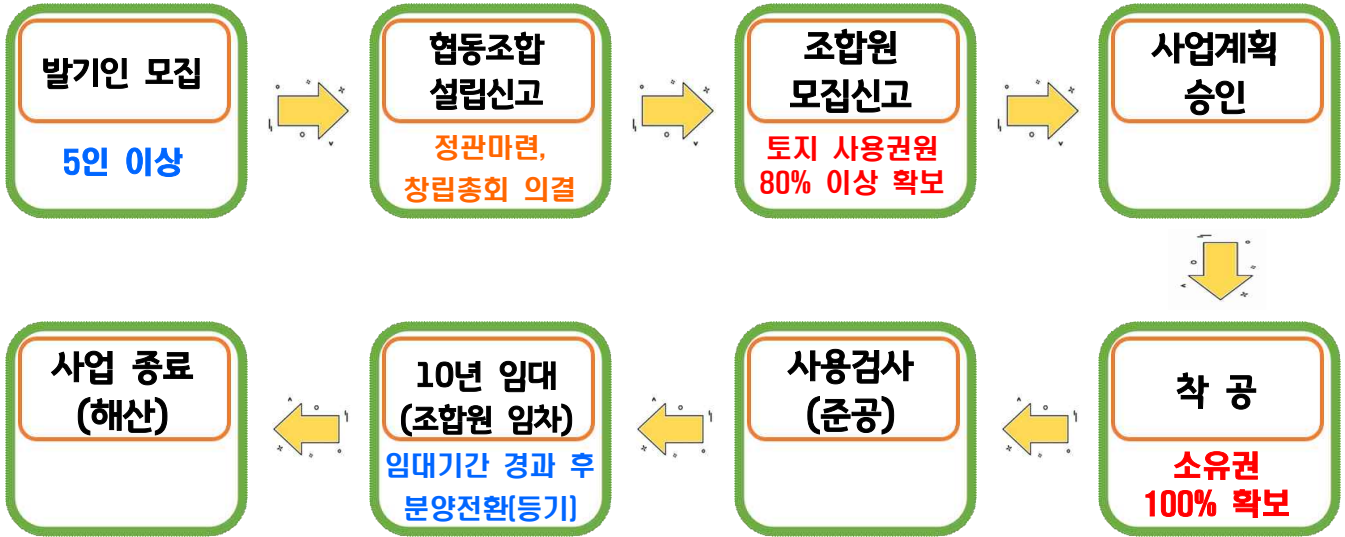 발기인 모집
5인 이상
협동조합
설립신고
정관마련,
창립총회 의결
조합원
모집신고
토지 사용권원
80% 이상 확보
사업계획
승인
착 공
소유권
100% 확보
사용검사
(준공)
10년 임대
(조합원 임차)
임대기간 경과 후
분양전환(등기)
사업 종료
(해산)